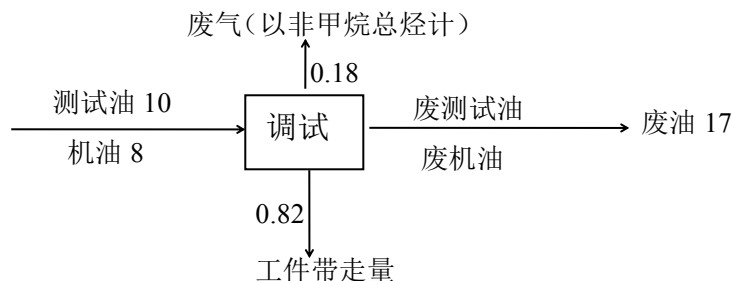 废气（以非甲烷总烃计）
0.18
测试油 10
机油 8
调试
废测试油
废机油
废油 17
0.82
工件带走量